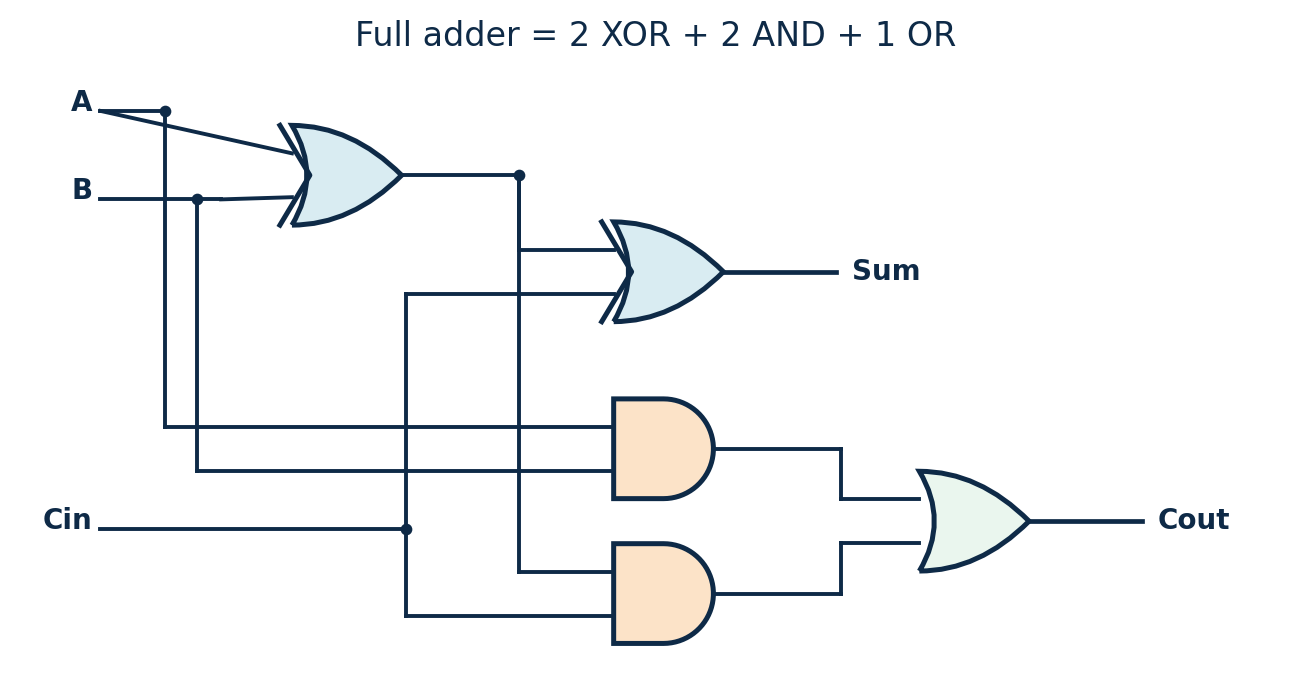 Full adder = 2 XOR + 2 AND + 1 OR
A
B
Sum
Cin
Cout